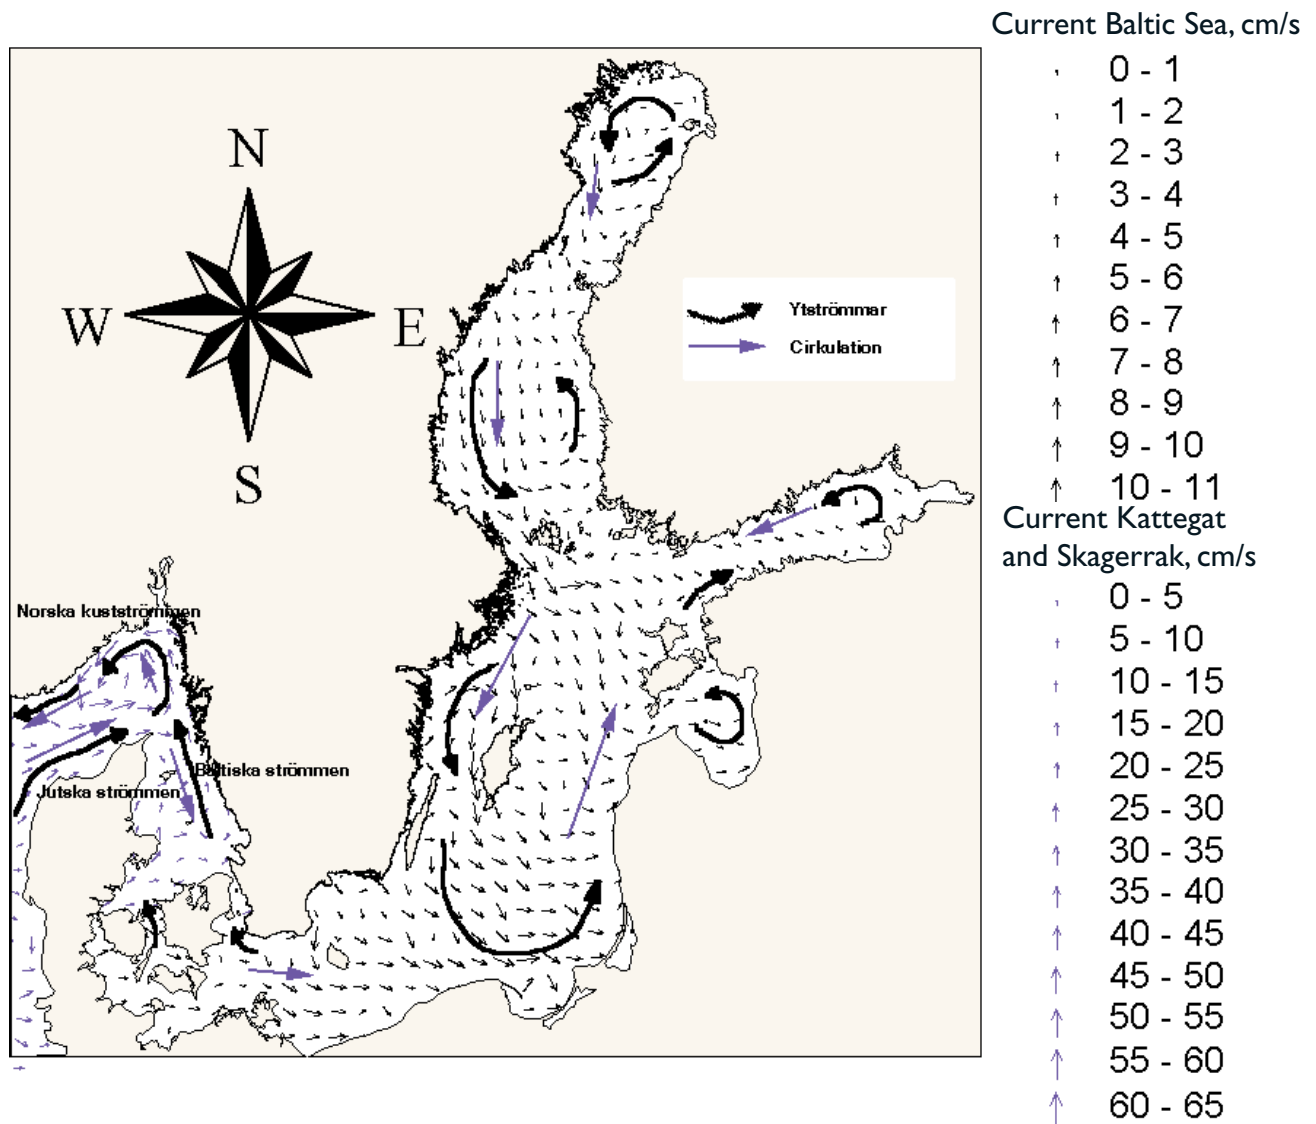 Current Baltic Sea, cm/s
0 - 1
1 - 2
2 - 3
3 - 4
4 - 5
5 - 6
6 - 7
7 - 8
8 - 9
9 - 10
10 - 11
Current Kattegat
and Skagerrak, cm/s
0 - 5
5 - 10
10 - 15
15 - 20
20 - 25
25 - 30
30 - 35
35 - 40
40 - 45
45 - 50
50 - 55
55 - 60
60 - 65
N
W
E
S
Ytströmmar
Cirkulation
Norska kustströmmen
Baltiska strömmen
Jutska strömmen